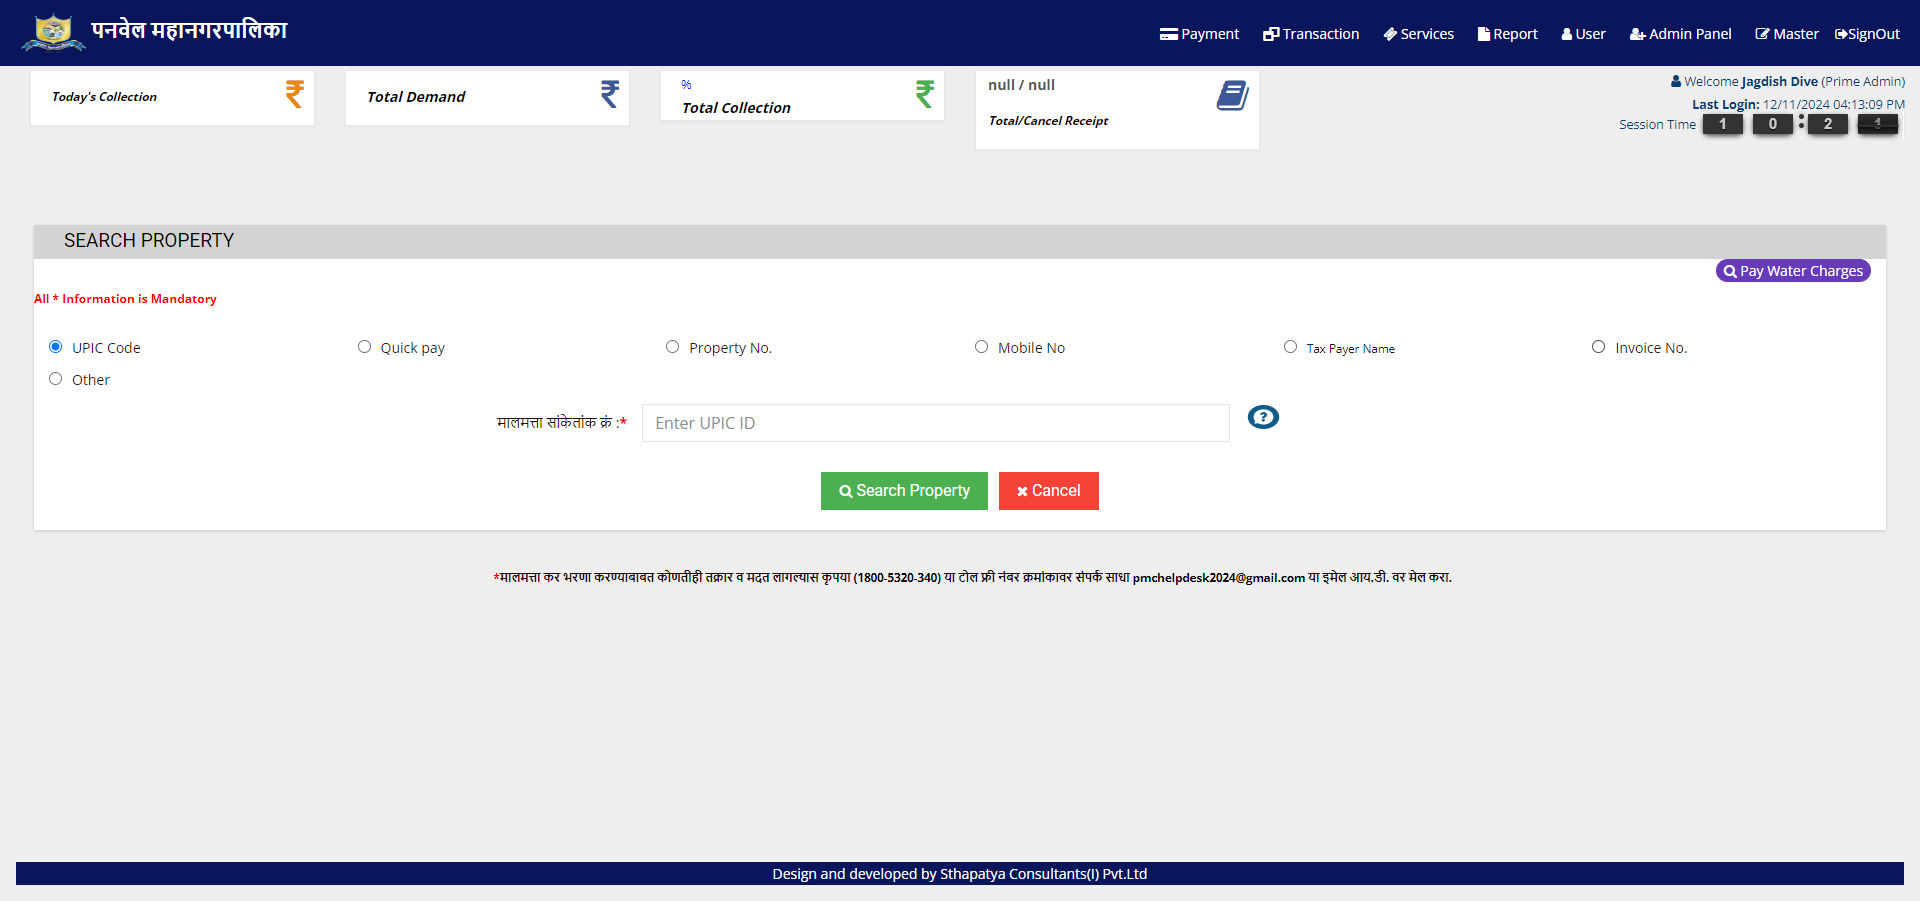 पनवेल महानगरपालिका
Payment Transaction Services Report User Admin Panel Master SignOut
Today's Collection
Total Demand
%
Total Collection
null / null
Total/Cancel Receipt
Welcome Jagdish Dive (Prime Admin)
Last Login: 12/11/2024 04:13:09 PM
Session Time 1 0 : 2 1
SEARCH PROPERTY
Pay Water Charges
All * Information is Mandatory
UPIC Code Quick pay Property No. Mobile No Tax Payer Name Invoice No.
Other
मालमत्ता सांकेतांक क्रं :* Enter UPIC ID
Search Property Cancel
*मालमत्ता कर भरणा करण्याबाबत कोणतीही तक्रार व मदत लागल्यास कृपया (1800-5320-340) या टोल फ्री नंबर क्रमांकावर संपर्क साधा pmchelpdesk2024@gmail.com या इमेल आय.डी. वर मेल करा.
Design and developed by Sthapatya Consultants(I) Pvt.Ltd